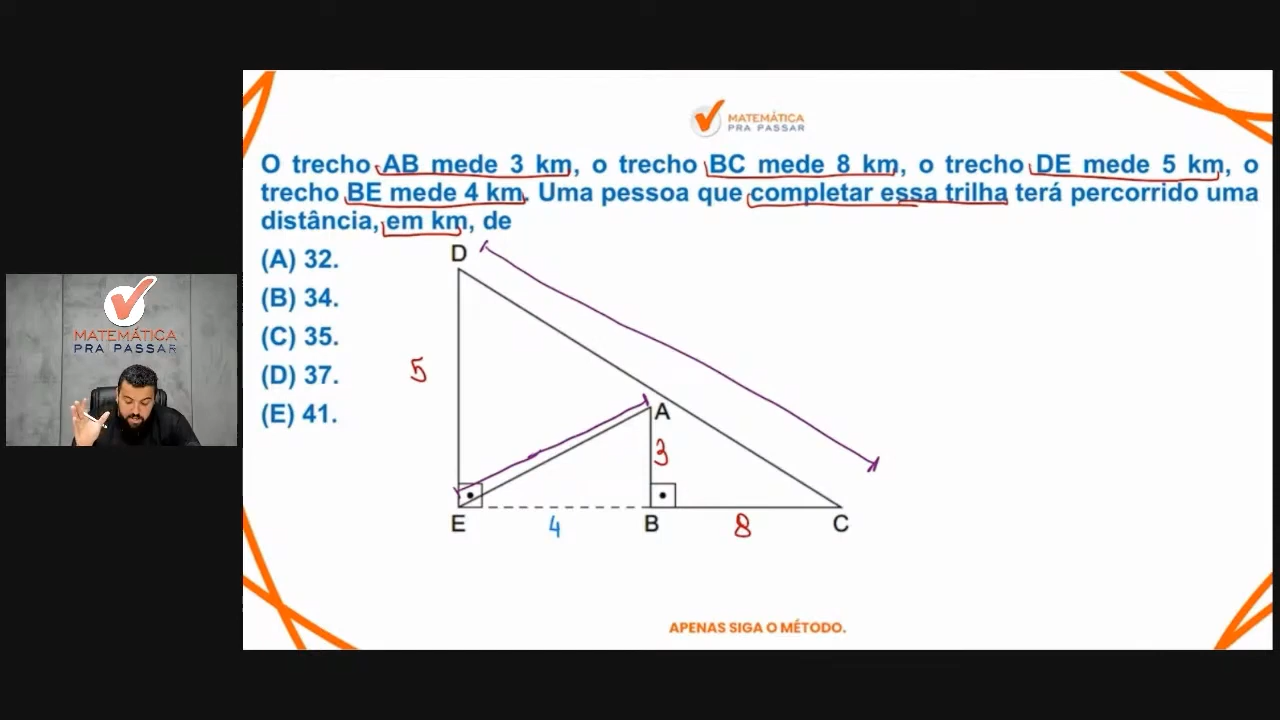 MATEMÁTICA
PRA PASSAR
O trecho AB mede 3 km, o trecho BC mede 8 km, o trecho DE mede 5 km, o
trecho BE mede 4 km. Uma pessoa que completar essa trilha terá percorrido uma
distância, em km, de
(A) 32.
(B) 34.
(C) 35.
(D) 37.
(E) 41.
D
5
A
3
E
4
B
8
C
APENAS SIGA O MÉTODO.
MATEMÁTICA
PRA PASSAR